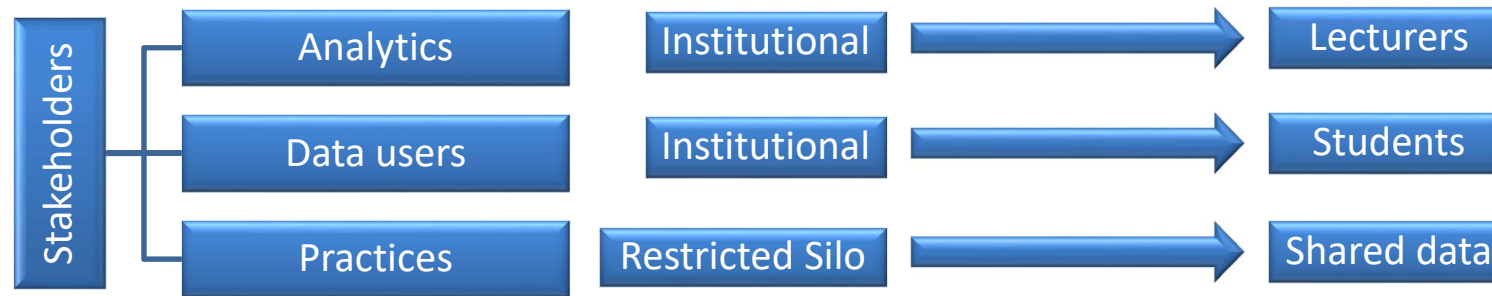 Stakeholders
Analytics
Institutional
Lecturers
Data users
Institutional
Students
Practices
Restricted Silo
Shared data